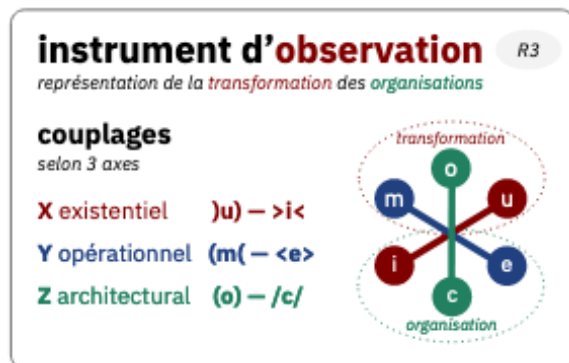 instrument d’observation R3
représentation de la transformation des organisations
couplages
selon 3 axes
X existentiel )u) — >i<
Y opérationnel (m( — <e>
Z architectural (o) — /c/
transformation
o
m u
i e
c
organisation